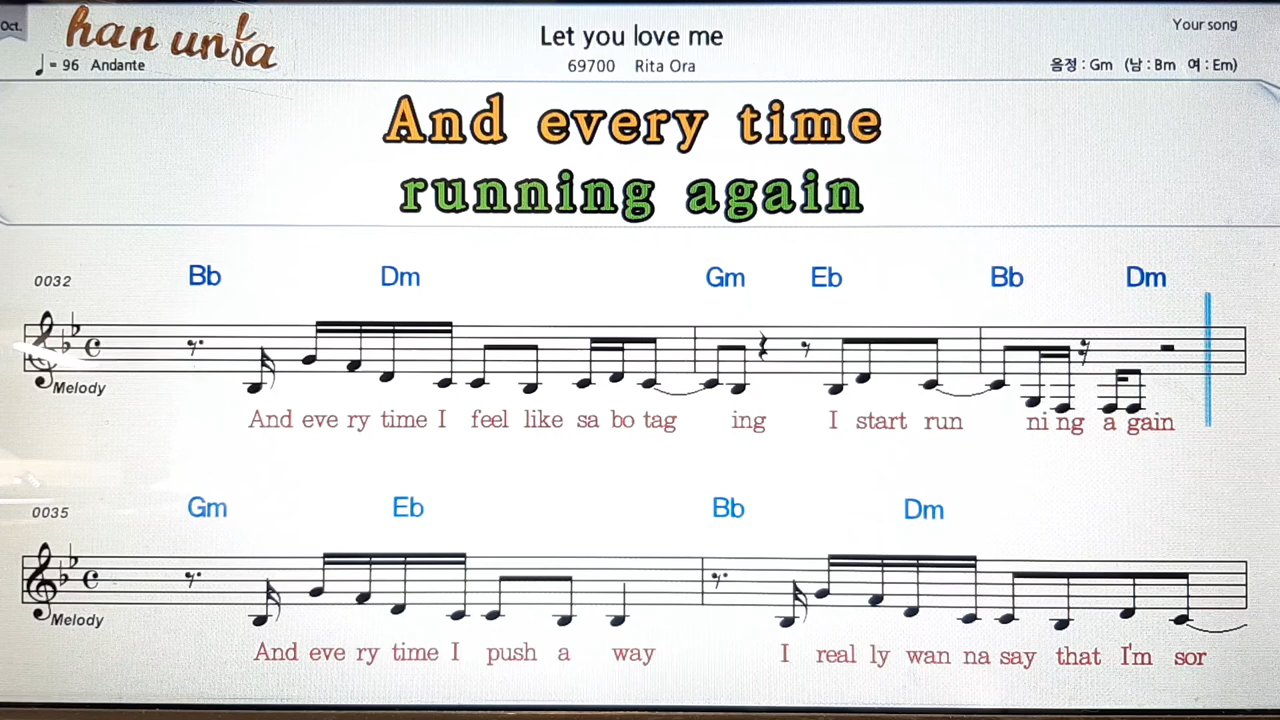 Oct.
han unfa
Let you love me
Your song
♩= 96 Andante
69700 Rita Ora
음정 : Gm (남 : Bm 여 : Em)
And every time
running again
0032 Bb Dm Gm Eb Bb Dm
Melody
And eve ry time I feel like sa bo tag ing I start run ni ng a gain
0035 Gm Eb Bb Dm
Melody
And eve ry time I push a way I real ly wan na say that I'm sor